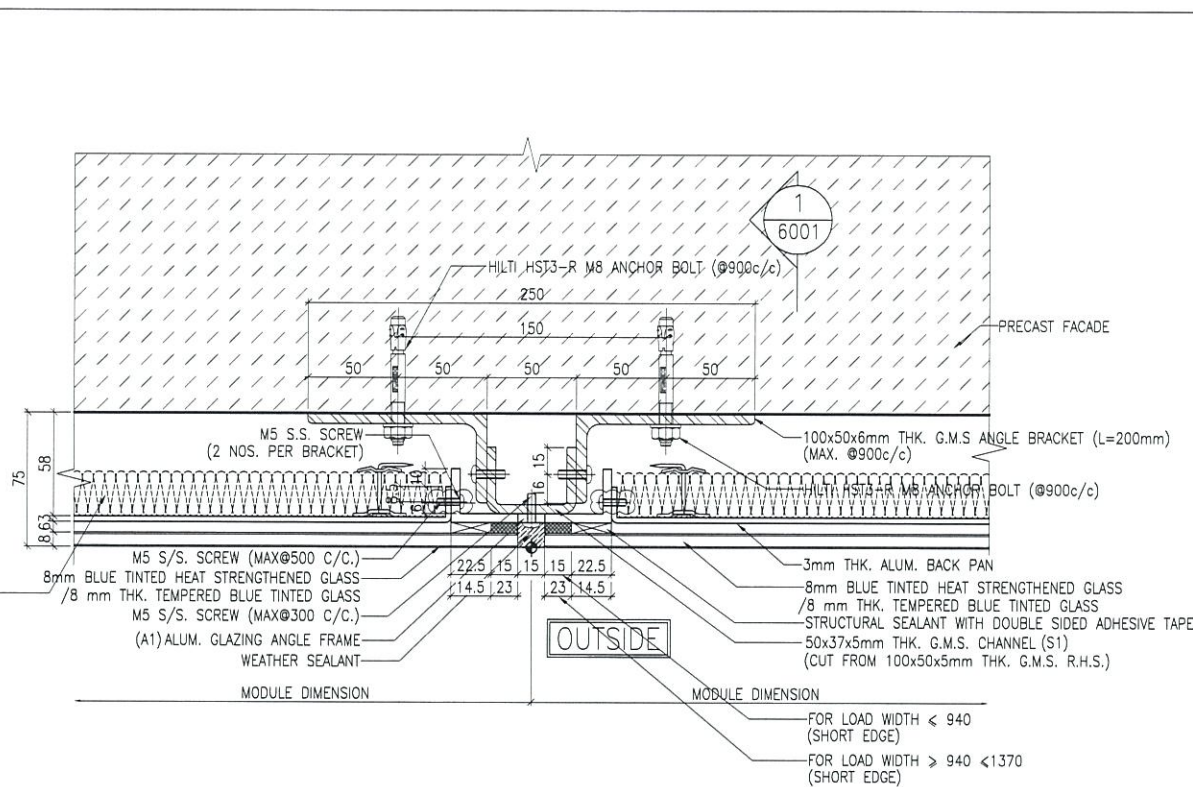 1
6001
HILTI HST3-R M8 ANCHOR BOLT (@900c/c)
250
150
PRECAST FACADE
50
50
50
50
50
M5 S.S. SCREW
(2 NOS. PER BRACKET)
15
100x50x6mm THK. G.M.S ANGLE BRACKET (L=200mm)
(MAX. @900c/c)
75
58
10
6
6
HILTI HST3-R M8 ANCHOR BOLT (@900c/c)
63
8
M5 S/S. SCREW (MAX@500 C/C.)
22.5
15
15
15
22.5
3mm THK. ALUM. BACK PAN
8mm BLUE TINTED HEAT STRENGTHENED GLASS
/8 mm THK. TEMPERED BLUE TINTED GLASS
14.5
23
23
14.5
8mm BLUE TINTED HEAT STRENGTHENED GLASS
/8 mm THK. TEMPERED BLUE TINTED GLASS
M5 S/S. SCREW (MAX@300 C/C.)
STRUCTURAL SEALANT WITH DOUBLE SIDED ADHESIVE TAPE
(A1) ALUM. GLAZING ANGLE FRAME
OUTSIDE
50x37x5mm THK. G.M.S. CHANNEL (S1)
(CUT FROM 100x50x5mm THK. G.M.S. R.H.S.)
WEATHER SEALANT
MODULE DIMENSION
MODULE DIMENSION
FOR LOAD WIDTH ⩽ 940
(SHORT EDGE)
FOR LOAD WIDTH ⩾ 940 ⩽1370
(SHORT EDGE)